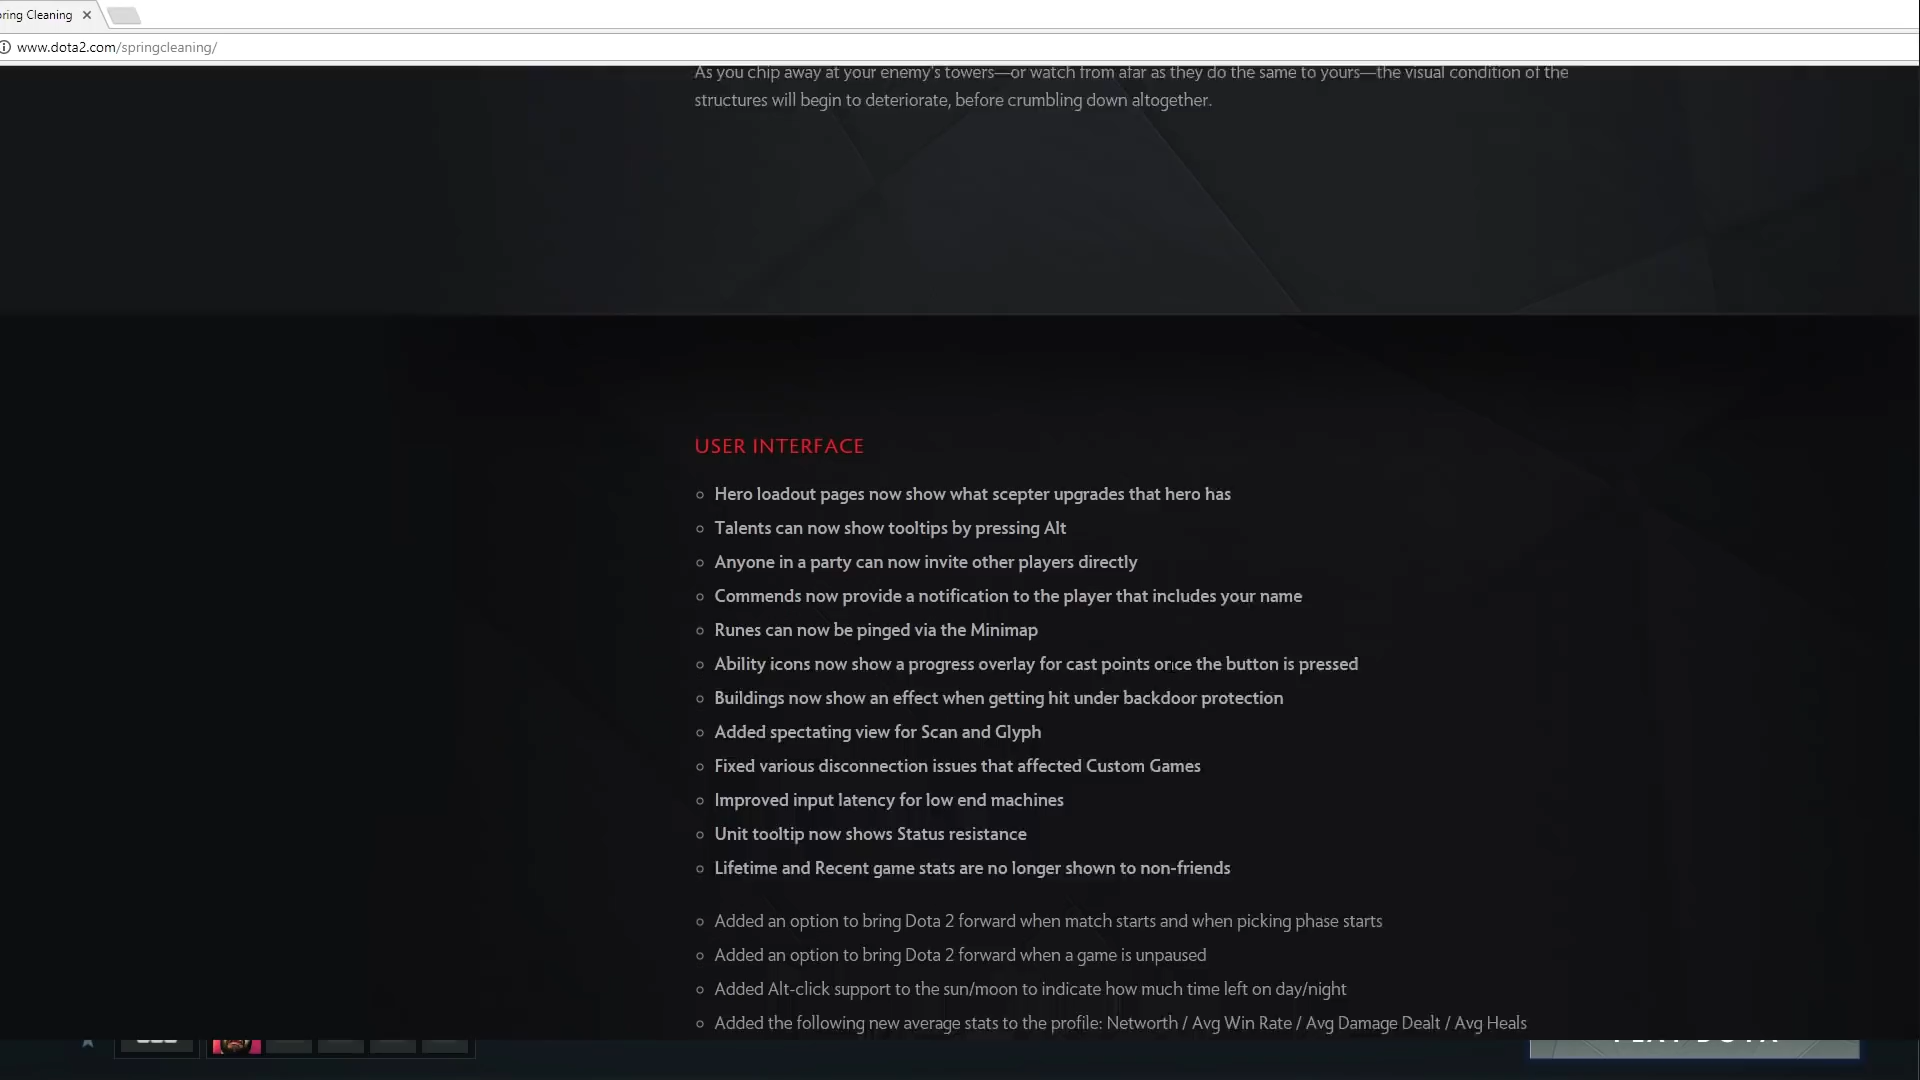 ring Cleaning
www.dota2.com/springcleaning/
As you chip away at your enemy's towers—or watch from afar as they do the same to yours—the visual condition of the
structures will begin to deteriorate, before crumbling down altogether.
USER INTERFACE
Hero loadout pages now show what scepter upgrades that hero has
Talents can now show tooltips by pressing Alt
Anyone in a party can now invite other players directly
Commends now provide a notification to the player that includes your name
Runes can now be pinged via the Minimap
Ability icons now show a progress overlay for cast points once the button is pressed
Buildings now show an effect when getting hit under backdoor protection
Added spectating view for Scan and Glyph
Fixed various disconnection issues that affected Custom Games
Improved input latency for low end machines
Unit tooltip now shows Status resistance
Lifetime and Recent game stats are no longer shown to non-friends
Added an option to bring Dota 2 forward when match starts and when picking phase starts
Added an option to bring Dota 2 forward when a game is unpaused
Added Alt-click support to the sun/moon to indicate how much time left on day/night
Added the following new average stats to the profile: Networth / Avg Win Rate / Avg Damage Dealt / Avg Heals
PLAY DOTA